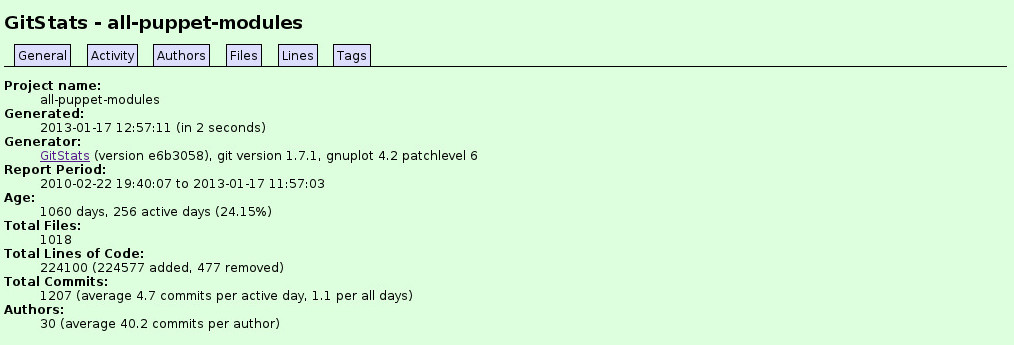 GitStats - all-puppet-modules
General Activity Authors Files Lines Tags
Project name:
all-puppet-modules
Generated:
2013-01-17 12:57:11 (in 2 seconds)
Generator:
GitStats (version e6b3058), git version 1.7.1, gnuplot 4.2 patchlevel 6
Report Period:
2010-02-22 19:40:07 to 2013-01-17 11:57:03
Age:
1060 days, 256 active days (24.15%)
Total Files:
1018
Total Lines of Code:
224100 (224577 added, 477 removed)
Total Commits:
1207 (average 4.7 commits per active day, 1.1 per all days)
Authors:
30 (average 40.2 commits per author)